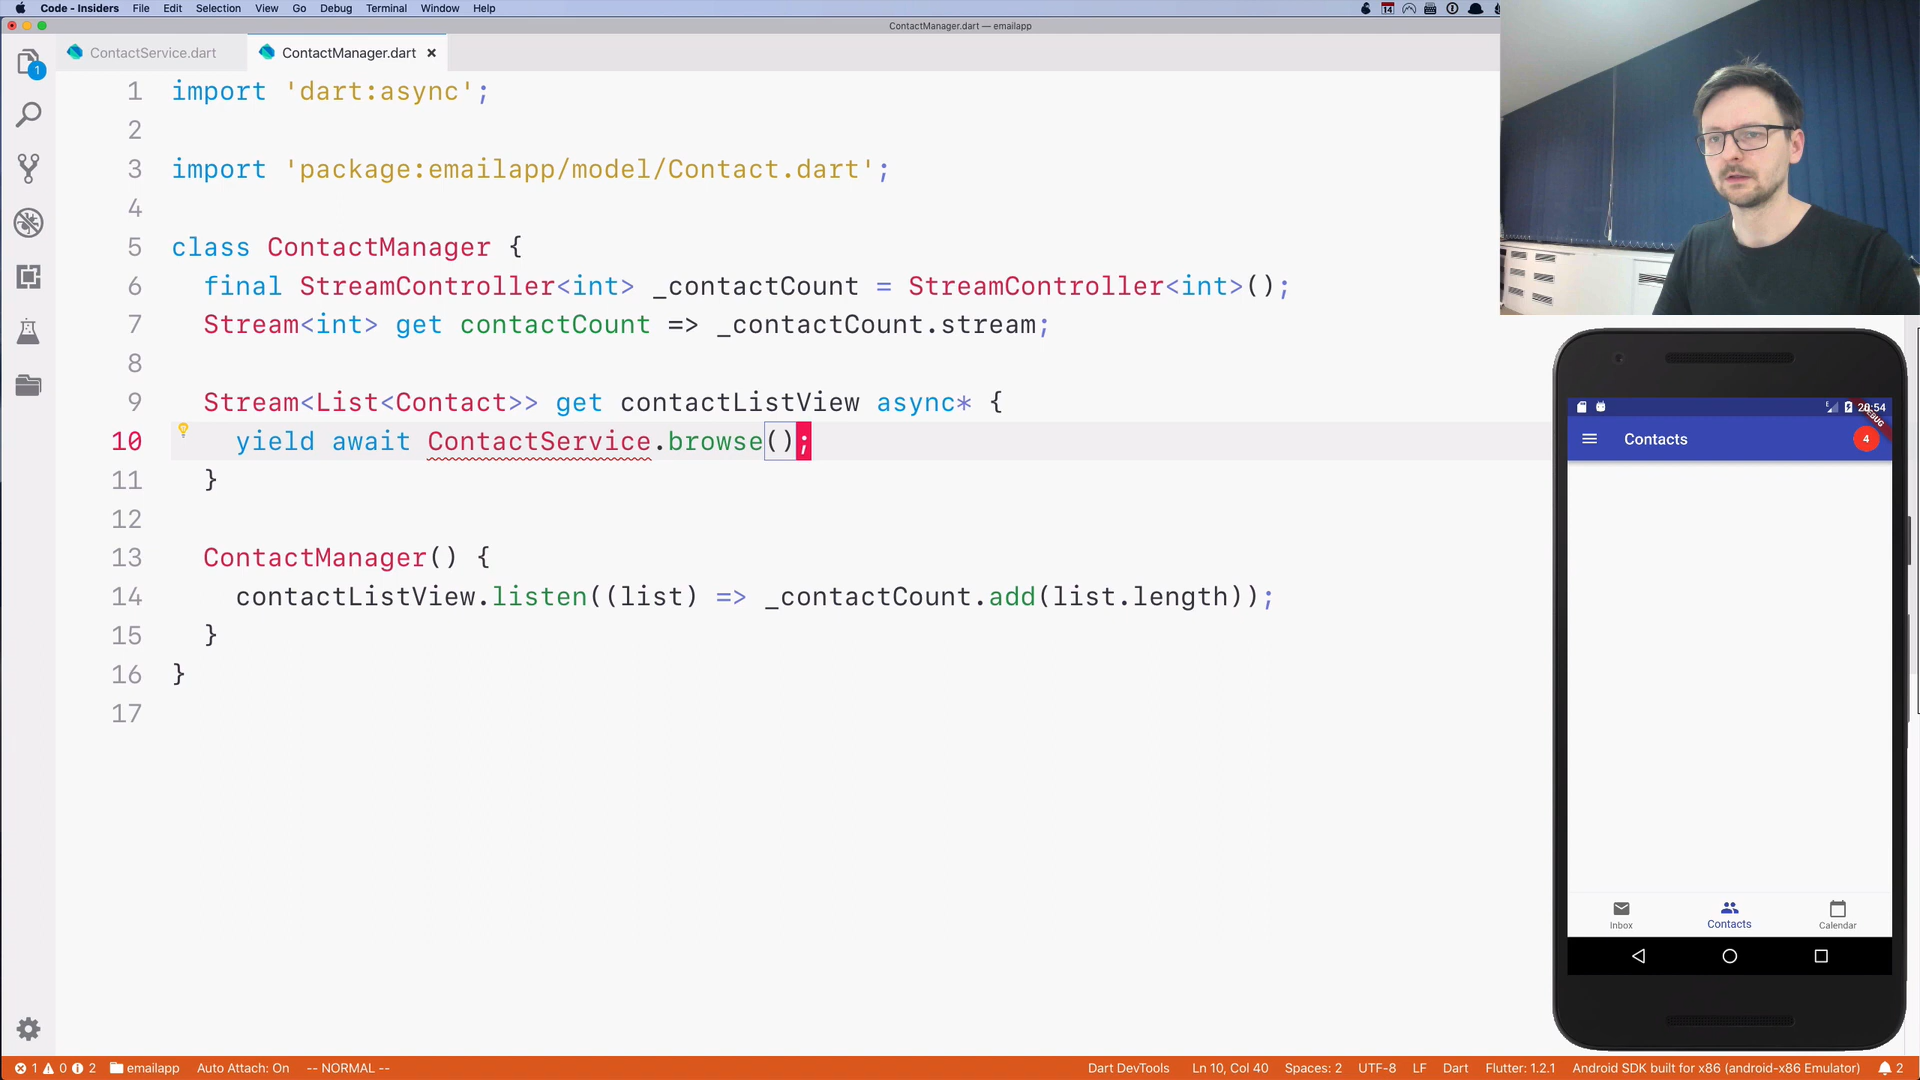 Code - Insiders File Edit Selection View Go Debug Terminal Window Help
14
ContactManager.dart — emailapp
ContactService.dart
ContactManager.dart
1
1 import 'dart:async';
2
3 import 'package:emailapp/model/Contact.dart';
4
5 class ContactManager {
6 final StreamController<int> _contactCount = StreamController<int>();
7 Stream<int> get contactCount => _contactCount.stream;
8
9 Stream<List<Contact>> get contactListView async* {
10 yield await ContactService.browse();
11 }
12
13 ContactManager() {
14 contactListView.listen((list) => _contactCount.add(list.length));
15 }
16 }
17
20:54
DEBUG
Contacts
4
Inbox
Contacts
Calendar
1 0 2 emailapp Auto Attach: On -- NORMAL -- Dart DevTools Ln 10, Col 40 Spaces: 2 UTF-8 LF Dart Flutter: 1.2.1 Android SDK built for x86 (android-x86 Emulator) 2